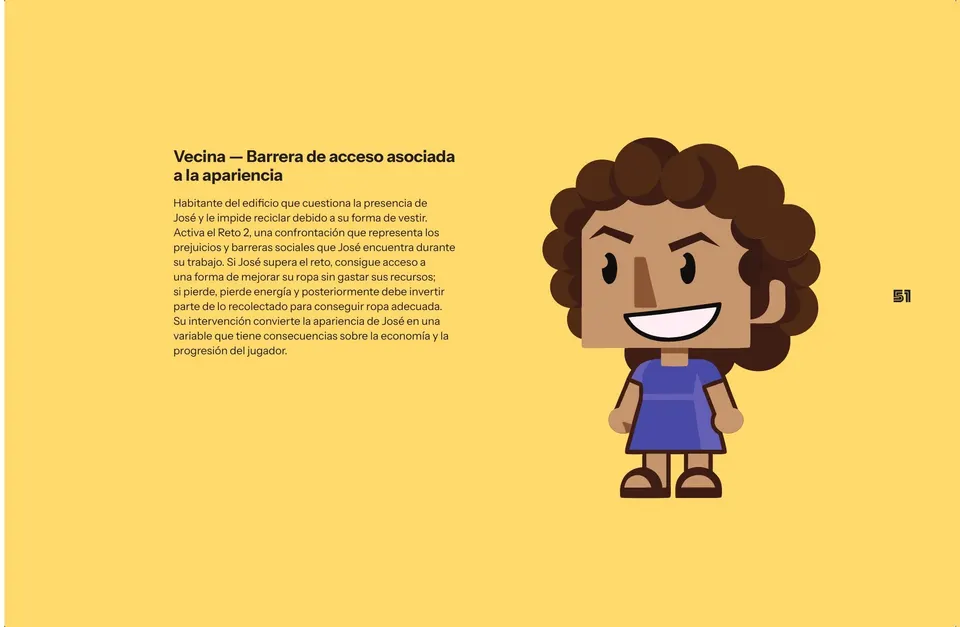 Vecina — Barrera de acceso asociada
a la apariencia
Habitante del edificio que cuestiona la presencia de
José y le impide reciclar debido a su forma de vestir.
Activa el Reto 2, una confrontación que representa los
prejuicios y barreras sociales que José encuentra durante
su trabajo. Si José supera el reto, consigue acceso a
una forma de mejorar su ropa sin gastar sus recursos;
si pierde, pierde energía y posteriormente debe invertir
parte de lo recolectado para conseguir ropa adecuada.
Su intervención convierte la apariencia de José en una
variable que tiene consecuencias sobre la economía y la
progresión del jugador.
51